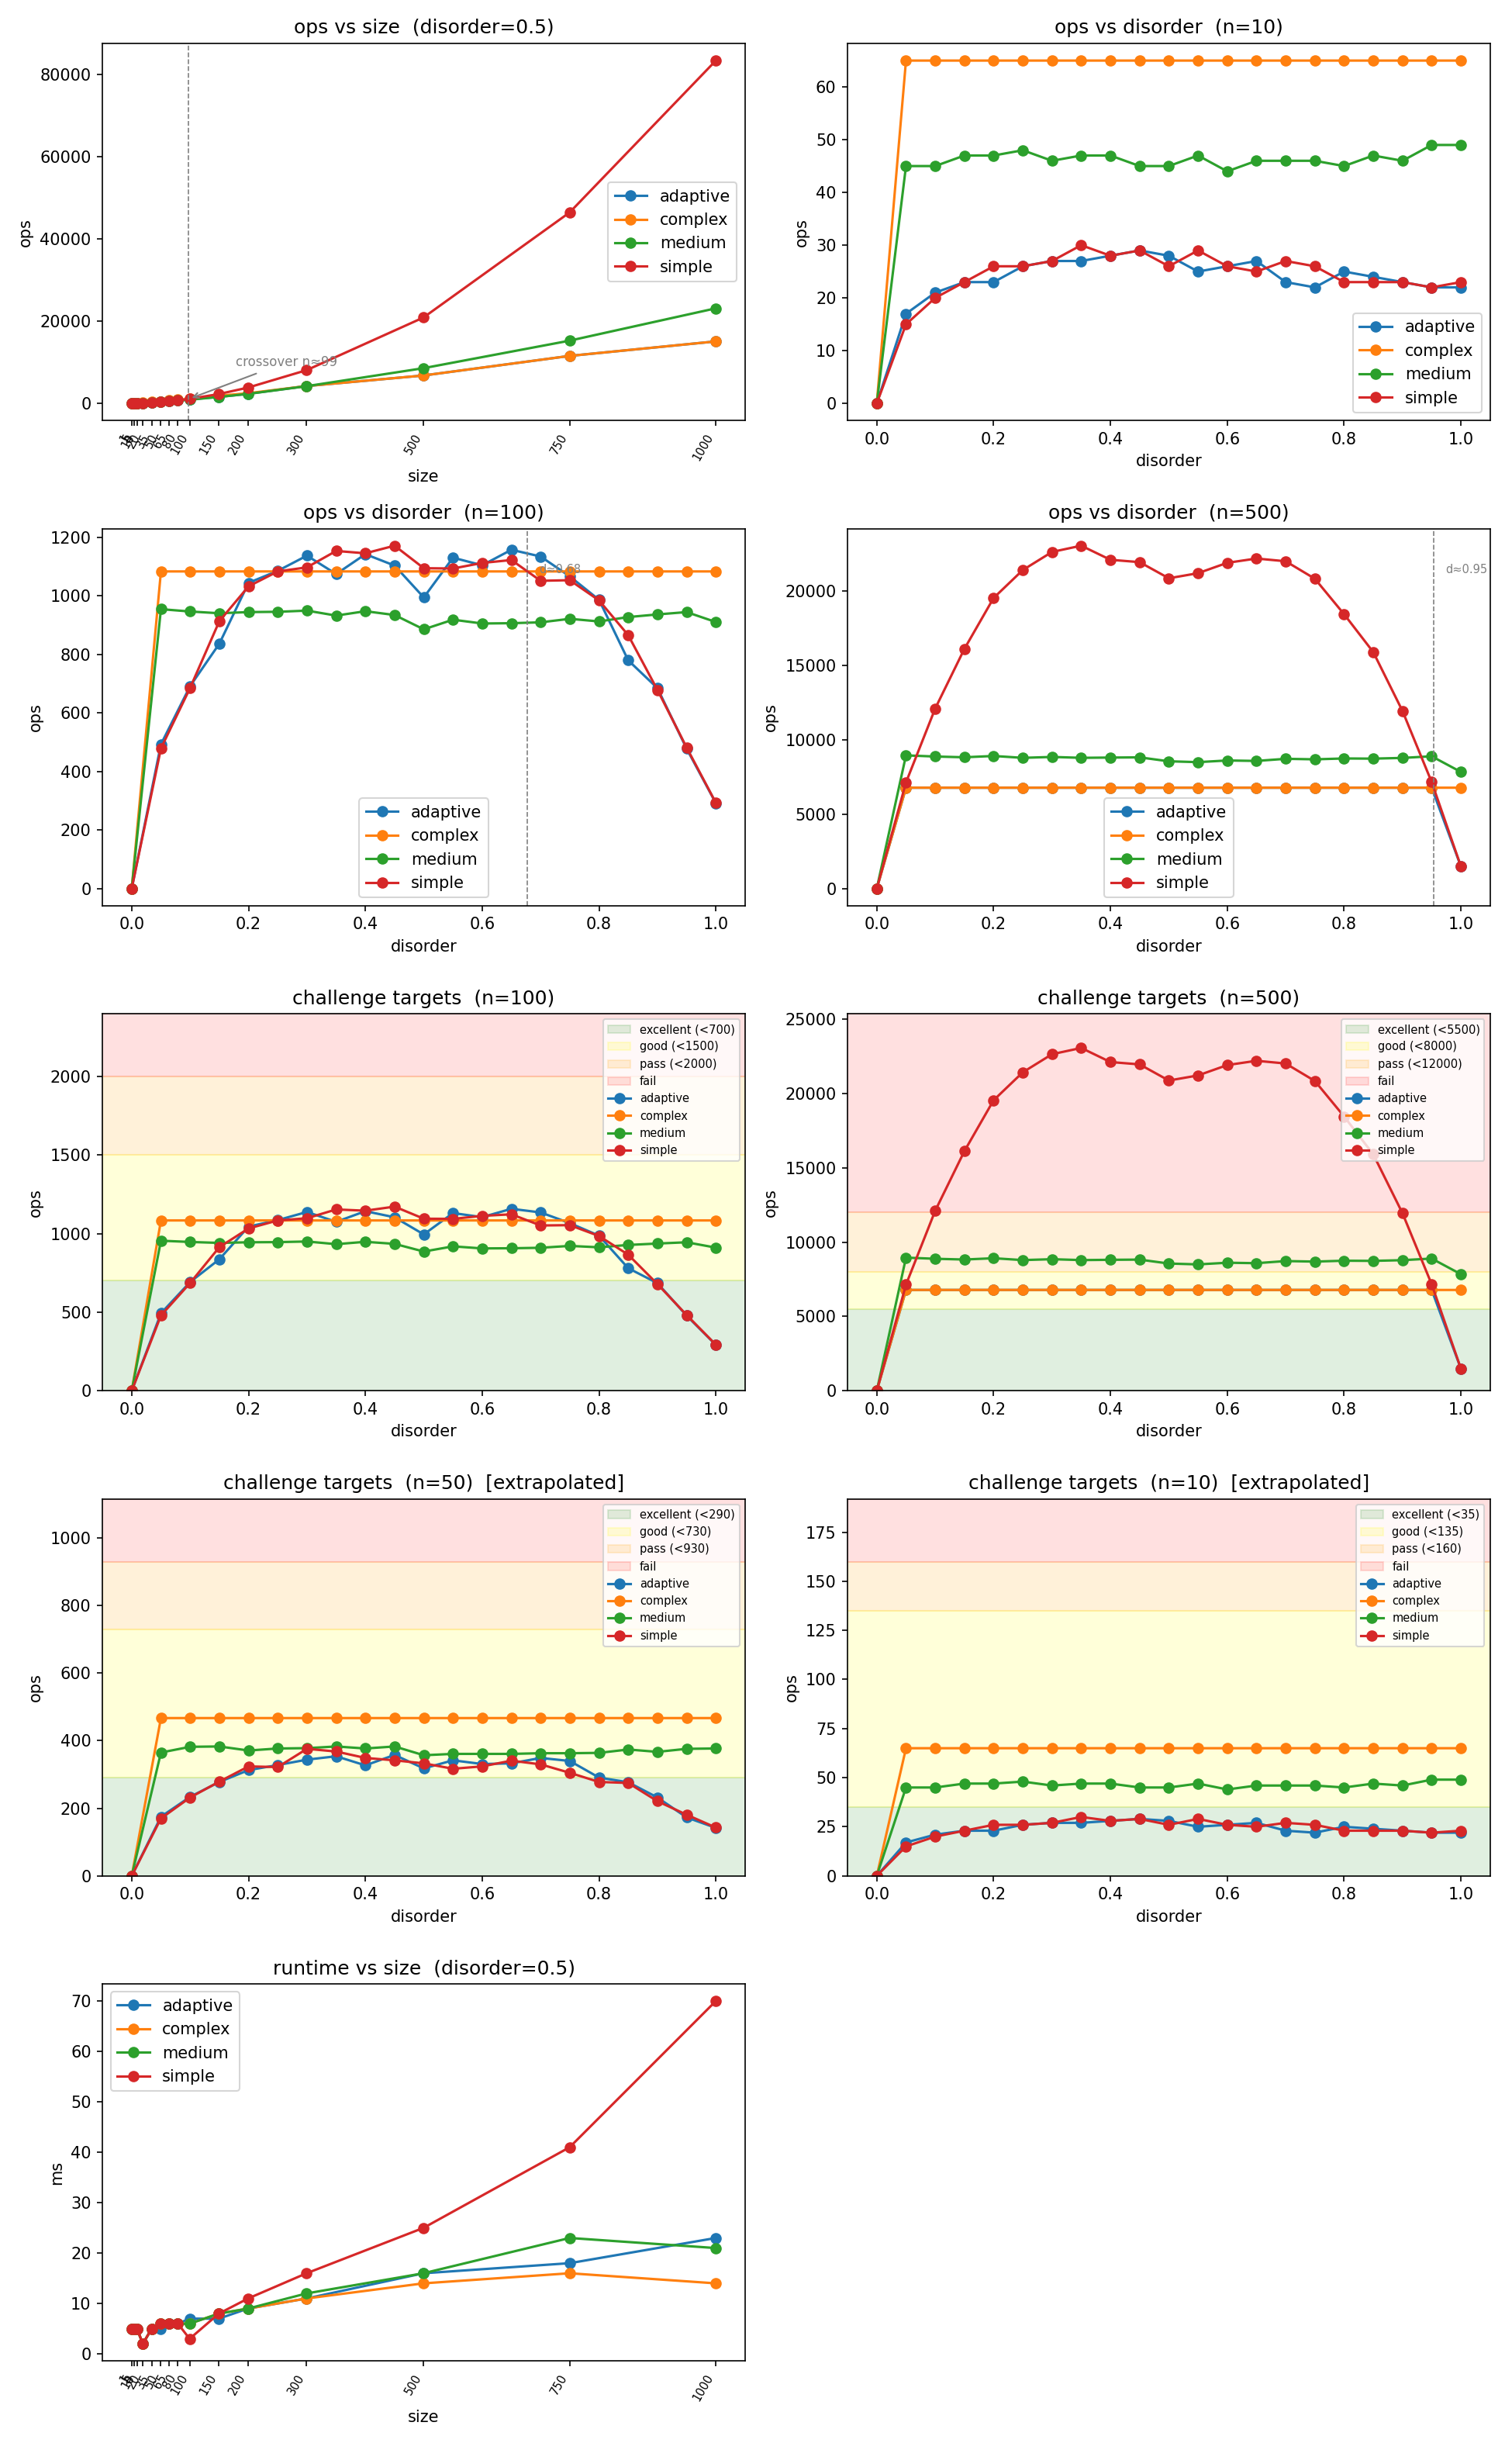 ops vs size (disorder=0.5)
ops
80000
60000
40000
20000
0
crossover n≈99
adaptive
complex
medium
simple
100
150
200
300
500
750
1000
size
ops vs disorder (n=10)
ops
60
50
40
30
20
10
0
adaptive
complex
medium
simple
0.0 0.2 0.4 0.6 0.8 1.0
disorder
ops vs disorder (n=100)
ops
1200
1000
800
600
400
200
0
d≈0.68
adaptive
complex
medium
simple
0.0 0.2 0.4 0.6 0.8 1.0
disorder
ops vs disorder (n=500)
ops
20000
15000
10000
5000
0
d≈0.95
adaptive
complex
medium
simple
0.0 0.2 0.4 0.6 0.8 1.0
disorder
challenge targets (n=100)
ops
2000
1500
1000
500
0
excellent (<700)
good (<1500)
pass (<2000)
fail
adaptive
complex
medium
simple
0.0 0.2 0.4 0.6 0.8 1.0
disorder
challenge targets (n=500)
ops
25000
20000
15000
10000
5000
0
excellent (<5500)
good (<8000)
pass (<12000)
fail
adaptive
complex
medium
simple
0.0 0.2 0.4 0.6 0.8 1.0
disorder
challenge targets (n=50) [extrapolated]
ops
1000
800
600
400
200
0
excellent (<290)
good (<730)
pass (<930)
fail
adaptive
complex
medium
simple
0.0 0.2 0.4 0.6 0.8 1.0
disorder
challenge targets (n=10) [extrapolated]
ops
175
150
125
100
75
50
25
0
excellent (<35)
good (<135)
pass (<160)
fail
adaptive
complex
medium
simple
0.0 0.2 0.4 0.6 0.8 1.0
disorder
runtime vs size (disorder=0.5)
ms
70
60
50
40
30
20
10
0
adaptive
complex
medium
simple
100
150
200
300
500
750
1000
size